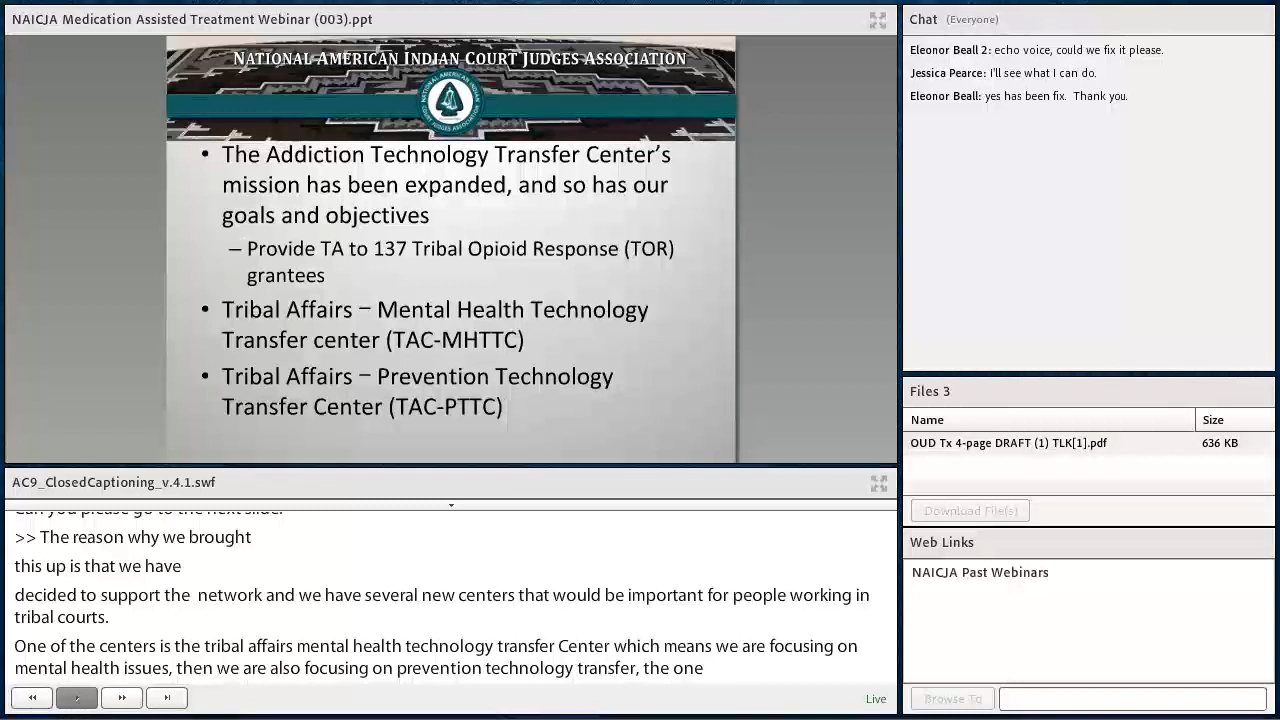 NAICJA Medication Assisted Treatment Webinar (003).ppt
NATIONAL AMERICAN INDIAN COURT JUDGES ASSOCIATION
• The Addiction Technology Transfer Center’s
mission has been expanded, and so has our
goals and objectives
– Provide TA to 137 Tribal Opioid Response (TOR)
grantees
• Tribal Affairs – Mental Health Technology
Transfer center (TAC-MHTTC)
• Tribal Affairs – Prevention Technology
Transfer Center (TAC-PTTC)
AC9_ClosedCaptioning_v.4.1.swf
Can you please go to the next slide.
>> The reason why we brought
this up is that we have
decided to support the network and we have several new centers that would be important for people working in
tribal courts.
One of the centers is the tribal affairs mental health technology transfer Center which means we are focusing on
mental health issues, then we are also focusing on prevention technology transfer, the one
Live
Chat (Everyone)
Eleonor Beall 2: echo voice, could we fix it please.
Jessica Pearce: I'll see what I can do.
Eleonor Beall: yes has been fix. Thank you.
Files 3
Name Size
OUD Tx 4-page DRAFT (1) TLK[1].pdf 636 KB
Download File(s)
Web Links
NAICJA Past Webinars
Browse To